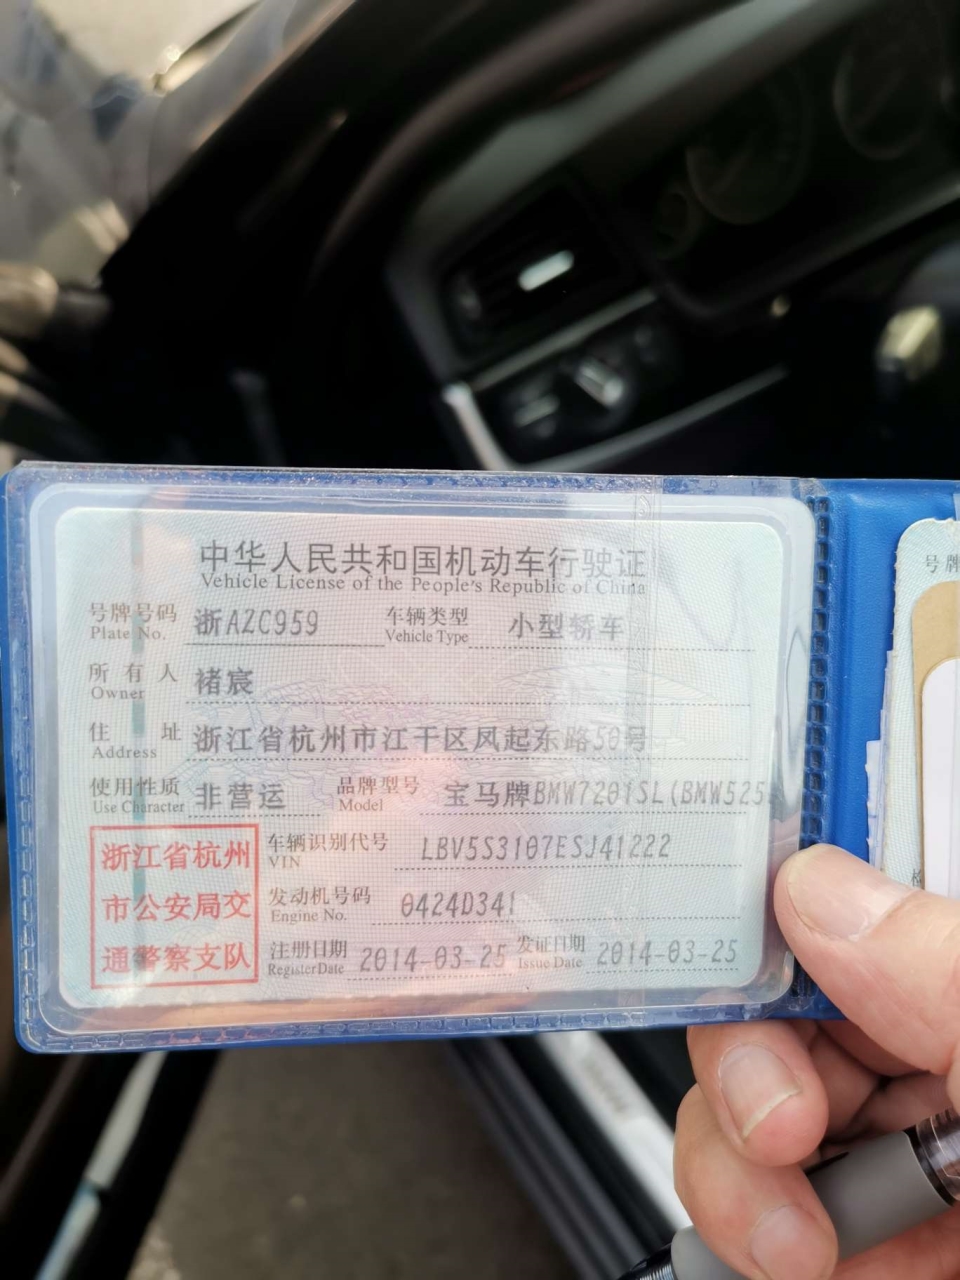 中华人民共和国机动车行驶证
Vehicle License of the People's Republic of China
号牌号码 浙AZC959 车辆类型 小型轿车
Plate No. Vehicle Type
所有人 褚宸
Owner
住址 浙江省杭州市江干区凤起东路50号
Address
使用性质 非营运 品牌型号 宝马牌BMW7201SL(BMW525
Use Character Model
浙江省杭州
市公安局交
通警察支队
车辆识别代号 LBV5S3107ESJ41222
VIN
发动机号码 0424D341
Engine No.
注册日期 2014-03-25 发证日期 2014-03-25
Register Date Issue Date
号牌